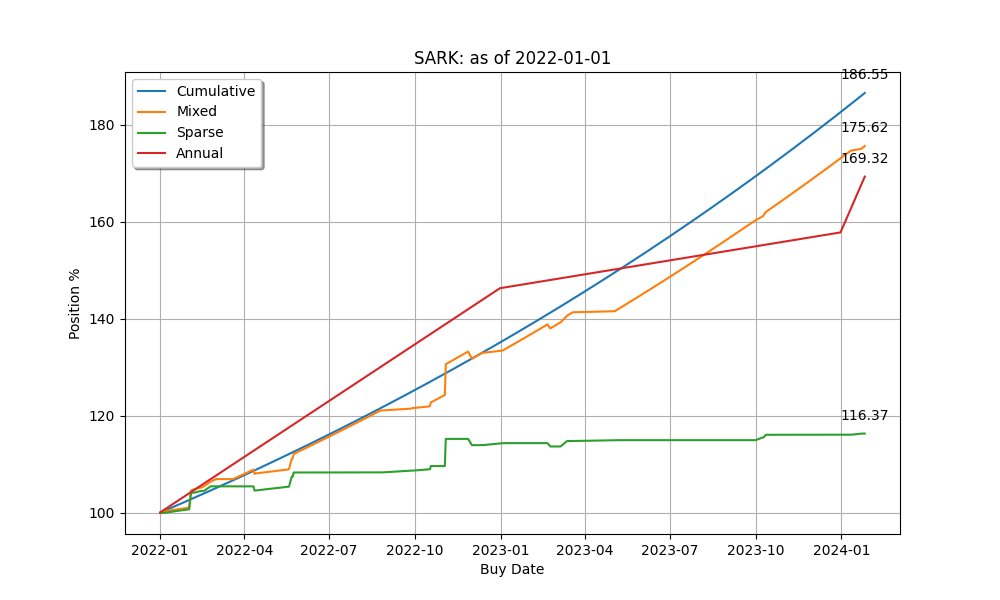 SARK: as of 2022-01-01
186.55
175.62
169.32
116.37
Cumulative
Mixed
Sparse
Annual
Position %
180
160
140
120
100
2022-01 2022-04 2022-07 2022-10 2023-01 2023-04 2023-07 2023-10 2024-01
Buy Date